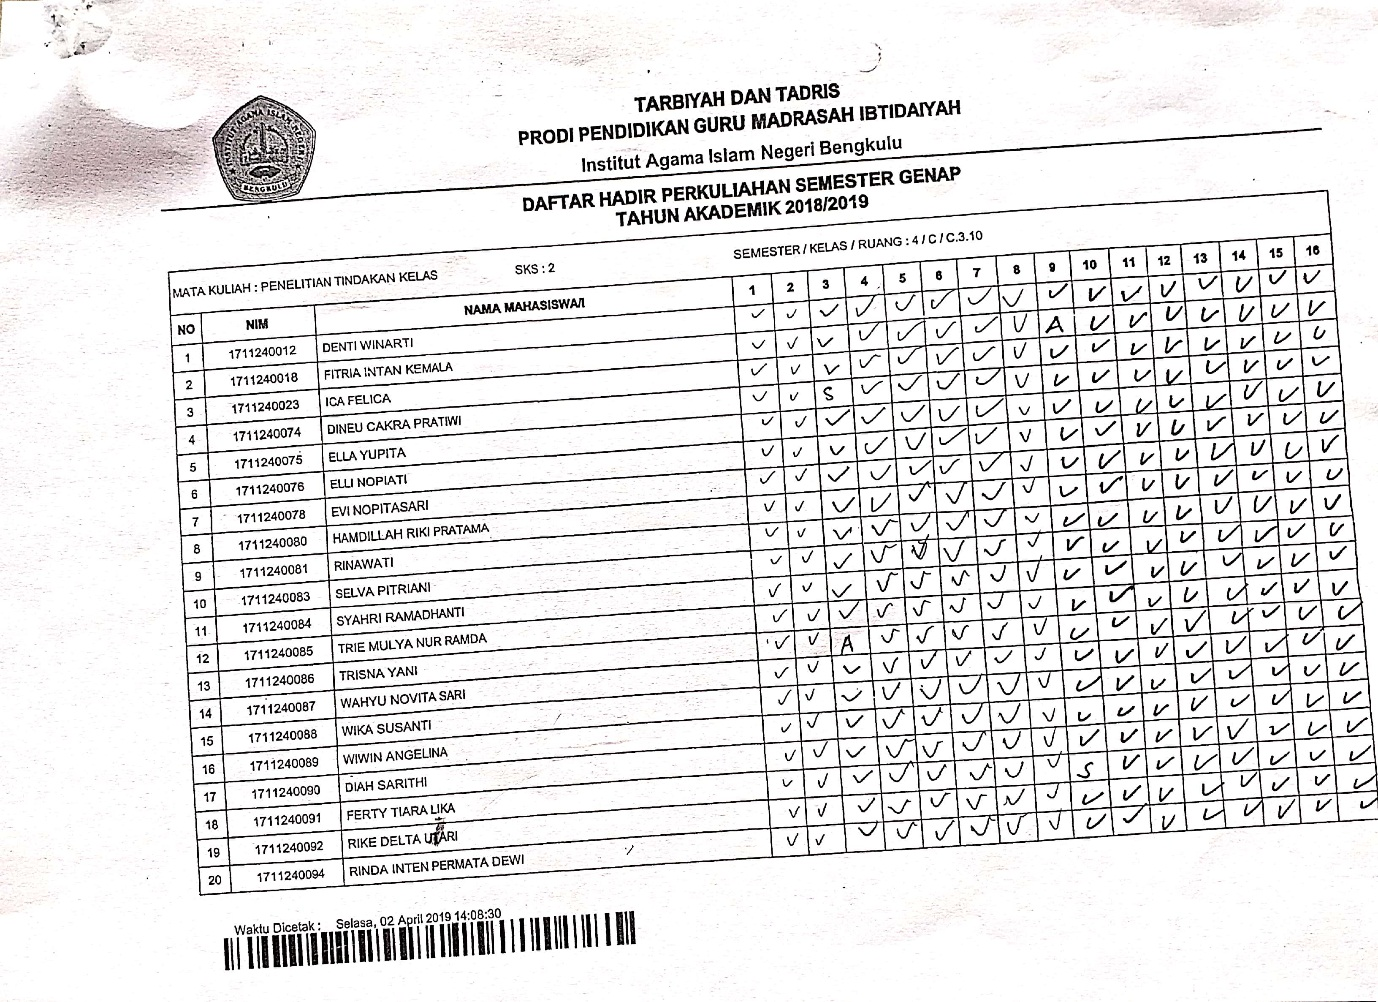 INSTITUT AGAMA ISLAM NEGERI
BENGKULU
TARBIYAH DAN TADRIS
PRODI PENDIDIKAN GURU MADRASAH IBTIDAIYAH
Institut Agama Islam Negeri Bengkulu
DAFTAR HADIR PERKULIAHAN SEMESTER GENAP
TAHUN AKADEMIK 2018/2019
MATA KULIAH : PENELITIAN TINDAKAN KELAS SKS : 2 SEMESTER / KELAS / RUANG : 4 / C / C.3.10
NO NIM NAMA MAHASISWA/I 1 2 3 4 5 6 7 8 9 10 11 12 13 14 15 16
1 1711240012 DENTI WINARTI ✓ ✓ ✓ ✓ ✓ ✓ ✓ ✓ ✓ ✓ ✓ ✓ ✓ ✓ ✓ ✓
2 1711240018 FITRIA INTAN KEMALA ✓ ✓ ✓ ✓ ✓ ✓ ✓ ✓ A ✓ ✓ ✓ ✓ ✓ ✓ ✓
3 1711240023 ICA FELICA ✓ ✓ ✓ ✓ ✓ ✓ ✓ ✓ ✓ ✓ ✓ ✓ ✓ ✓ ✓ ✓
4 1711240074 DINEU CAKRA PRATIWI ✓ ✓ S ✓ ✓ ✓ ✓ ✓ ✓ ✓ ✓ ✓ ✓ ✓ ✓ ✓
5 1711240075 ELLA YUPITA ✓ ✓ ✓ ✓ ✓ ✓ ✓ ✓ ✓ ✓ ✓ ✓ ✓ ✓ ✓ ✓
6 1711240076 ELLI NOPIATI ✓ ✓ ✓ ✓ ✓ ✓ ✓ ✓ ✓ ✓ ✓ ✓ ✓ ✓ ✓ ✓
7 1711240078 EVI NOPITASARI ✓ ✓ ✓ ✓ ✓ ✓ ✓ ✓ ✓ ✓ ✓ ✓ ✓ ✓ ✓ ✓
8 1711240080 HAMDILLAH RIKI PRATAMA ✓ ✓ ✓ ✓ ✓ ✓ ✓ ✓ ✓ ✓ ✓ ✓ ✓ ✓ ✓ ✓
9 1711240081 RINAWATI ✓ ✓ ✓ ✓ ✓ ✓ ✓ ✓ ✓ ✓ ✓ ✓ ✓ ✓ ✓ ✓
10 1711240083 SELVA PITRIANI ✓ ✓ ✓ ✓ ✓ ✓ ✓ ✓ ✓ ✓ ✓ ✓ ✓ ✓ ✓ ✓
11 1711240084 SYAHRI RAMADHANTI ✓ ✓ ✓ ✓ ✓ ✓ ✓ ✓ ✓ ✓ ✓ ✓ ✓ ✓ ✓ ✓
12 1711240085 TRIE MULYA NUR RAMDA ✓ ✓ ✓ ✓ ✓ ✓ ✓ ✓ ✓ ✓ ✓ ✓ ✓ ✓ ✓ ✓
13 1711240086 TRISNA YANI ✓ ✓ A ✓ ✓ ✓ ✓ ✓ ✓ ✓ ✓ ✓ ✓ ✓ ✓ ✓
14 1711240087 WAHYU NOVITA SARI ✓ ✓ ✓ ✓ ✓ ✓ ✓ ✓ ✓ ✓ ✓ ✓ ✓ ✓ ✓ ✓
15 1711240088 WIKA SUSANTI ✓ ✓ ✓ ✓ ✓ ✓ ✓ ✓ ✓ ✓ ✓ ✓ ✓ ✓ ✓ ✓
16 1711240089 WIWIN ANGELINA ✓ ✓ ✓ ✓ ✓ ✓ ✓ ✓ ✓ ✓ ✓ ✓ ✓ ✓ ✓ ✓
17 1711240090 DIAH SARITHI ✓ ✓ ✓ ✓ ✓ ✓ ✓ ✓ ✓ ✓ ✓ ✓ ✓ ✓ ✓ ✓
18 1711240091 FERTY TIARA LIKA ✓ ✓ ✓ ✓ ✓ ✓ ✓ ✓ S ✓ ✓ ✓ ✓ ✓ ✓ ✓
19 1711240092 RIKE DELTA UTARI ✓ ✓ ✓ ✓ ✓ ✓ ✓ ✓ ✓ ✓ ✓ ✓ ✓ ✓ ✓ ✓
20 1711240094 RINDA INTEN PERMATA DEWI ✓ ✓ ✓ ✓ ✓ ✓ ✓ ✓ ✓ ✓ ✓ ✓ ✓ ✓ ✓ ✓
Waktu Dicetak : Selasa, 02 April 2019 14:08:30